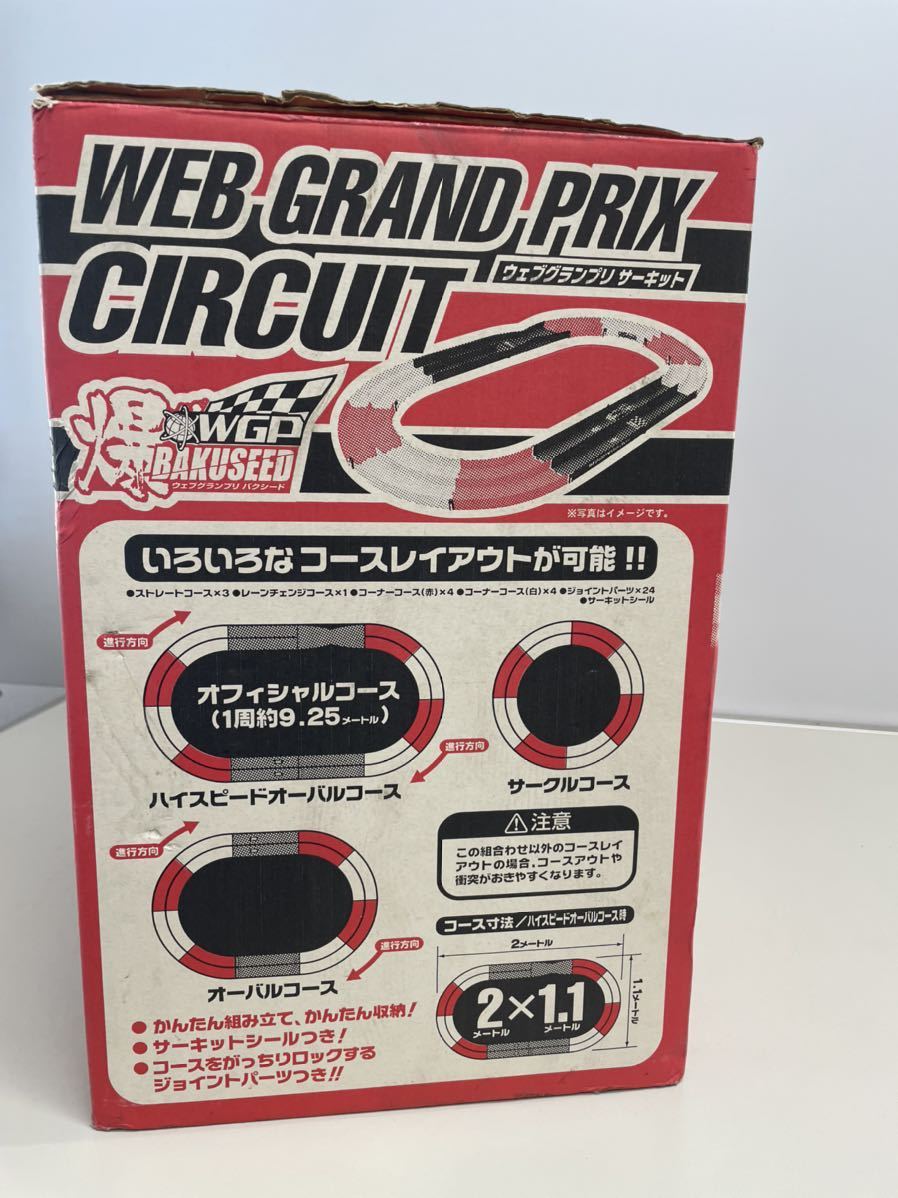 WEB GRAND PRIX
CIRCUIT
ウェブグランプリ サーキット
爆
WGP
BAKUSEED
ウェブグランプリ バクシード
※写真はイメージです。
いろいろなコースレイアウトが可能!!
●ストレートコース×3 ●レーンチェンジコース×1 ●コーナーコース(赤)×4 ●コーナーコース(白)×4 ●ジョイントパーツ×24
●サーキットシール
進行方向
オフィシャルコース
(1周約9.25メートル)
進行方向
ハイスピードオーバルコース
サークルコース
進行方向
進行方向
オーバルコース
⚠注意
この組合わせ以外のコースレイ
アウトの場合、コースアウトや
衝突がおきやすくなります。
コース寸法/ハイスピードオーバルコース時
2メートル
2×1.1
メートル メートル
1.1メートル
●かんたん組み立て、かんたん収納!
●サーキットシールつき!
●コースをがっちりロックする
ジョイントパーツつき!!